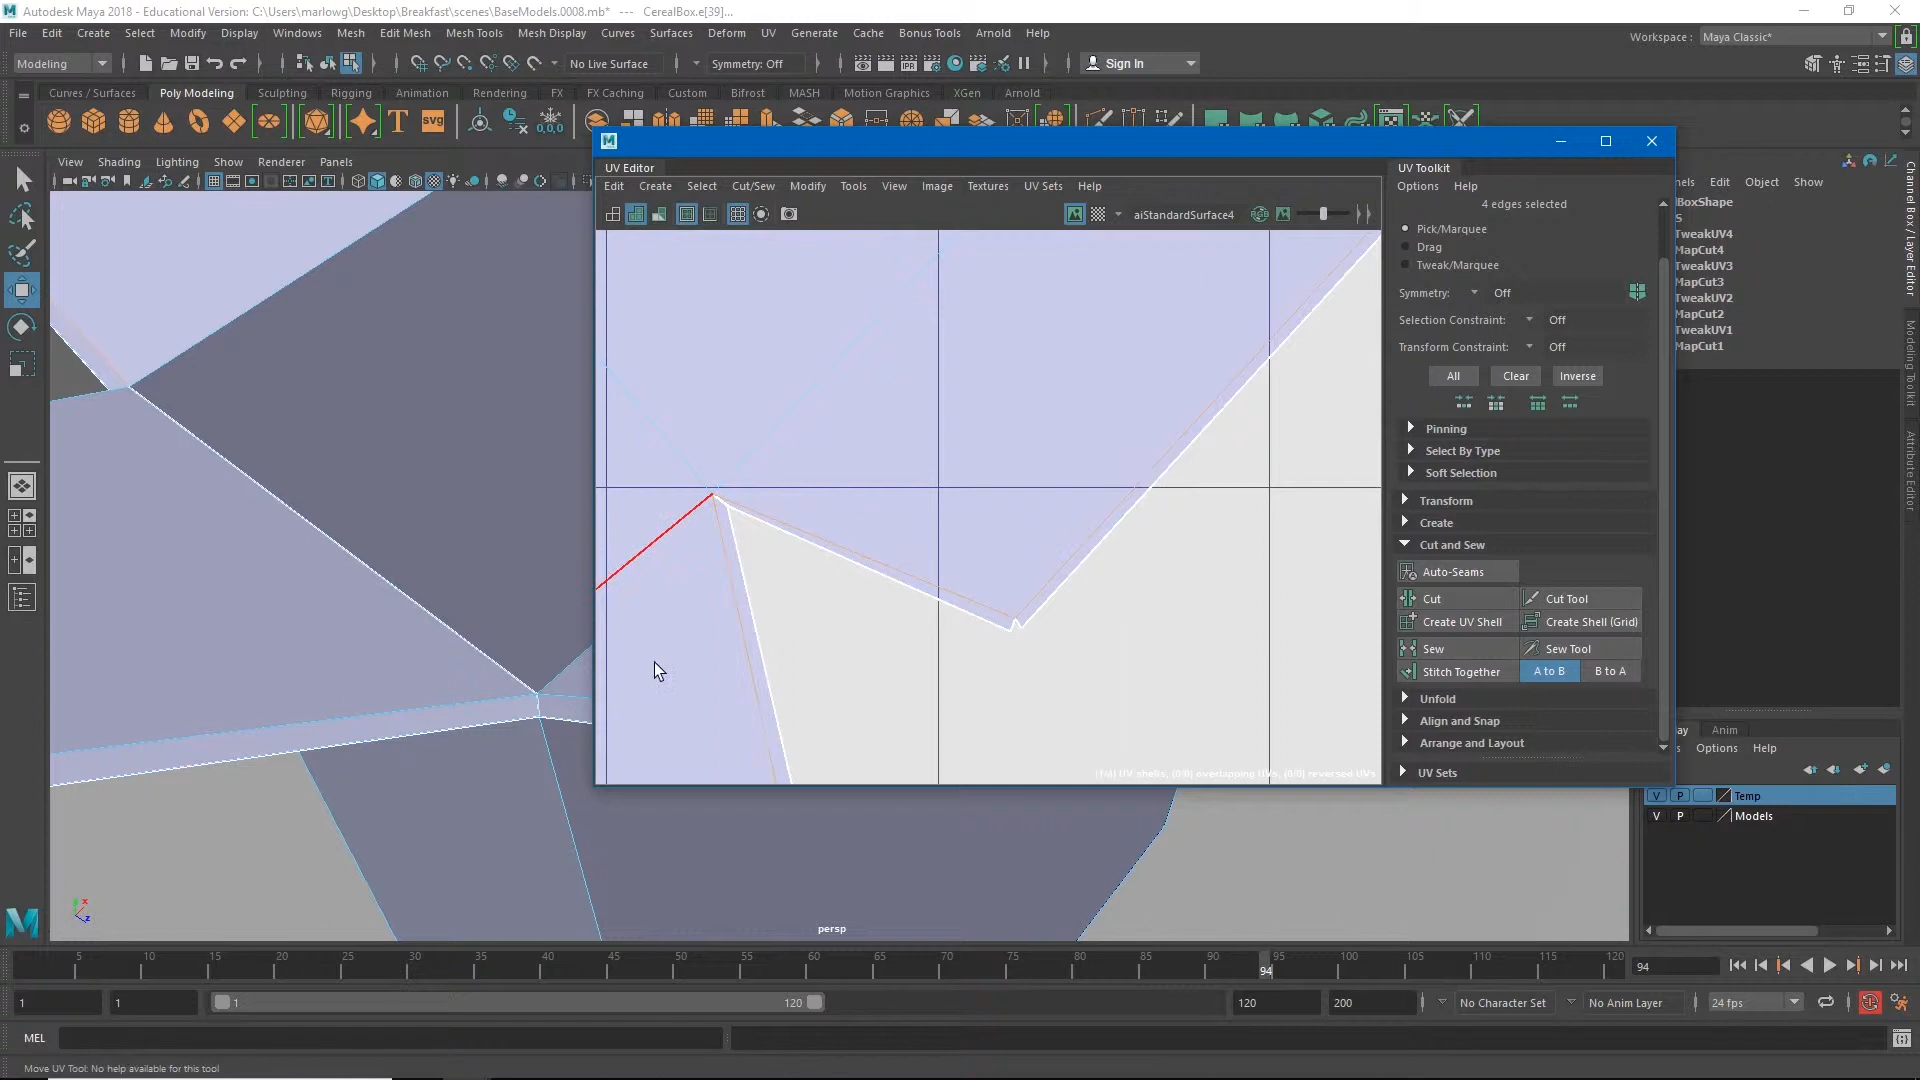 Autodesk Maya 2018 - Educational Version: C:\Users\marlowg\Desktop\Breakfast\scenes\BaseModels.0008.mb* --- CerealBox.e[39]...
File Edit Create Select Modify Display Windows Mesh Edit Mesh Mesh Tools Mesh Display Curves Surfaces Deform UV Generate Cache Bonus Tools Arnold Help
Workspace : Maya Classic*
Modeling
No Live Surface
Symmetry: Off
Sign In
Curves / Surfaces Poly Modeling Sculpting Rigging Animation Rendering FX FX Caching Custom Bifrost MASH Motion Graphics XGen Arnold
View Shading Lighting Show Renderer Panels
UV Editor
Edit Create Select Cut/Sew Modify Tools View Image Textures UV Sets Help
aiStandardSurface4
UV Toolkit
Options Help
4 edges selected
Pick/Marquee
Drag
Tweak/Marquee
Symmetry: Off
Selection Constraint: Off
Transform Constraint: Off
All Clear Inverse
Pinning
Select By Type
Soft Selection
Transform
Create
Cut and Sew
Auto-Seams
Cut Cut Tool
Create UV Shell Create Shell (Grid)
Sew Sew Tool
Stitch Together A to B B to A
Unfold
Align and Snap
Arrange and Layout
UV Sets
nels Edit Object Show
lBoxShape
S
TweakUV4
MapCut4
TweakUV3
MapCut3
TweakUV2
MapCut2
TweakUV1
MapCut1
Channel Box / Layer Editor
Modeling Toolkit
Attribute Editor
ay Anim
s Options Help
V P Temp
V P Models
persp
5 10 15 20 25 30 35 40 45 50 55 60 65 70 75 80 85 90 95 100 105 110 115 120
94
94
1 1 1 120 120 200 No Character Set No Anim Layer 24 fps
MEL
Move UV Tool: No help available for this tool